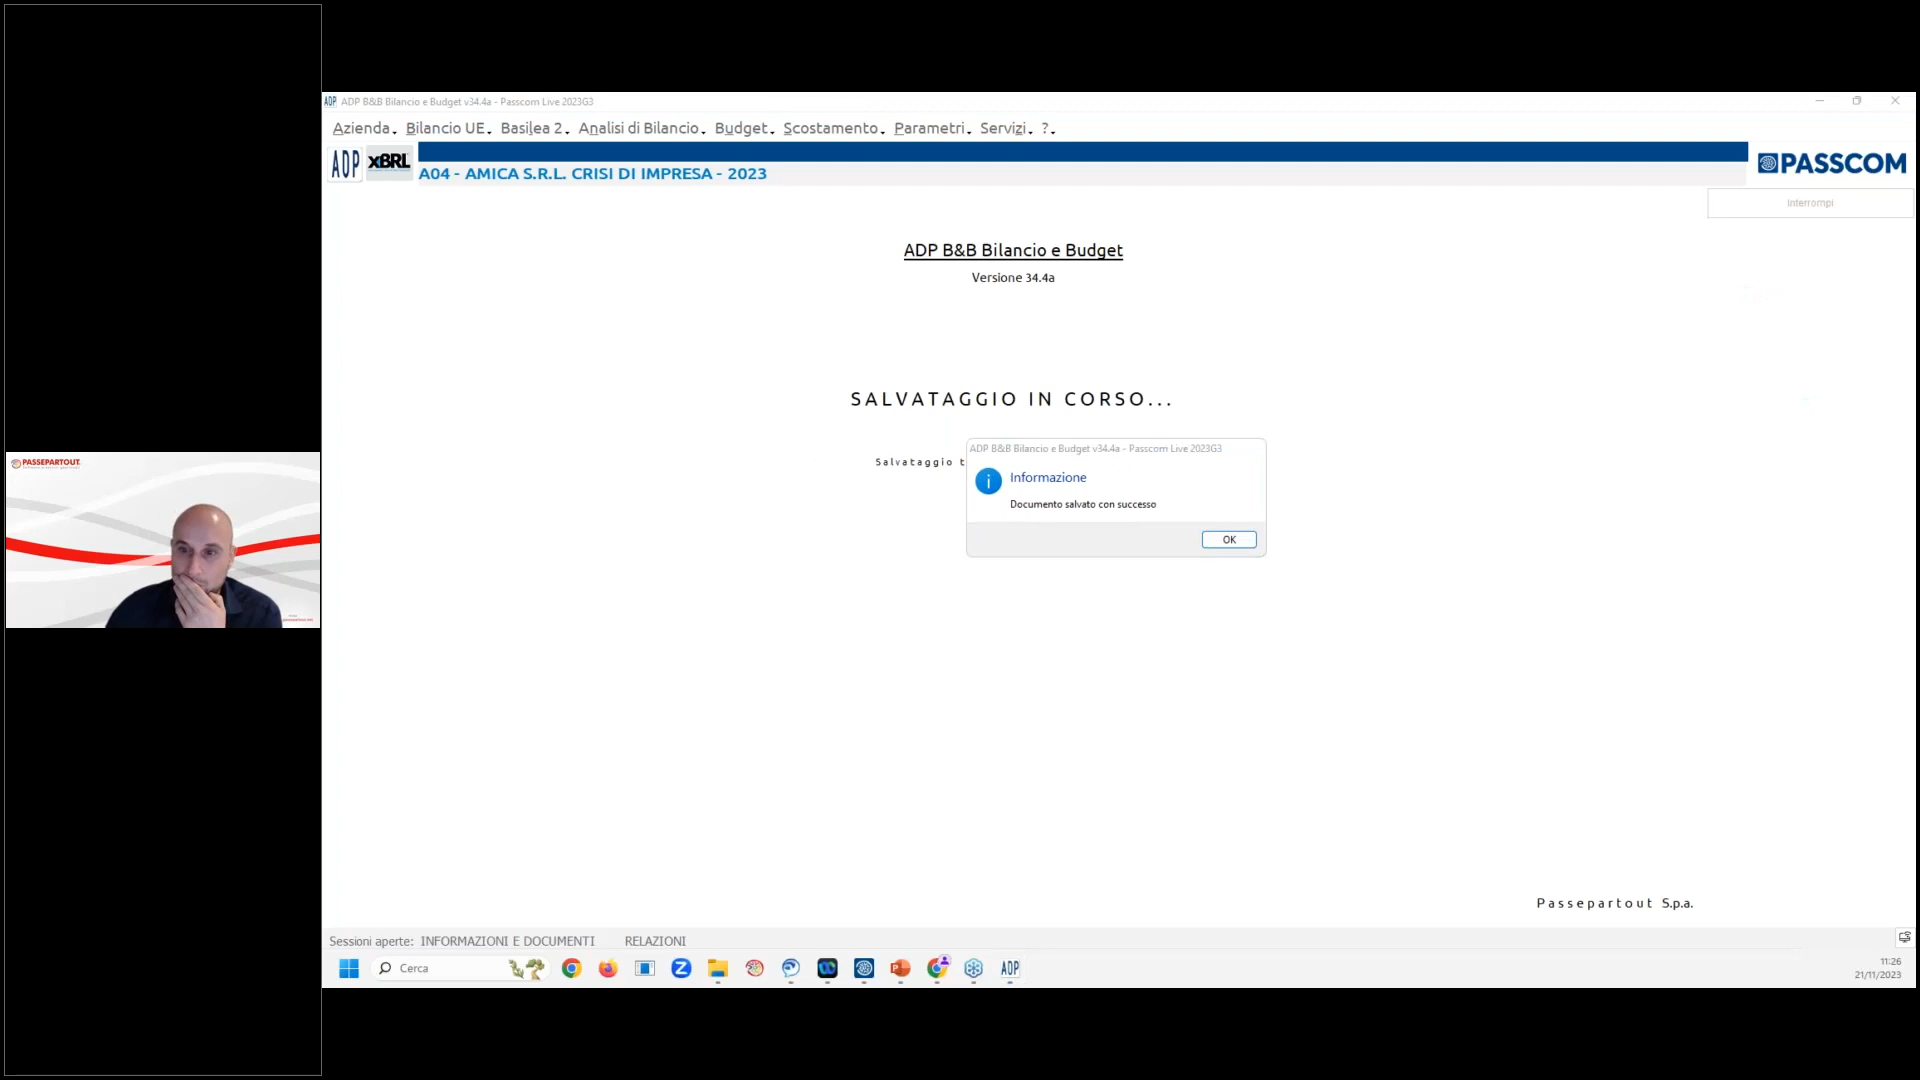 ADP B&B Bilancio e Budget v34.4a - Passcom Live 2023G3
Azienda Bilancio UE Basilea 2 Analisi di Bilancio Budget Scostamento Parametri Servizi ?
ADP xBRL
A04 - AMICA S.R.L. CRISI DI IMPRESA - 2023
PASSCOM
Interrompi
ADP B&B Bilancio e Budget
Versione 34.4a
SALVATAGGIO IN CORSO...
Salvataggio t
ADP B&B Bilancio e Budget v34.4a - Passcom Live 2023G3
Informazione
Documento salvato con successo
OK
PASSEPARTOUT
Passepartout S.p.a.
Sessioni aperte: INFORMAZIONI E DOCUMENTI RELAZIONI
Cerca
ADP
11:26
21/11/2023